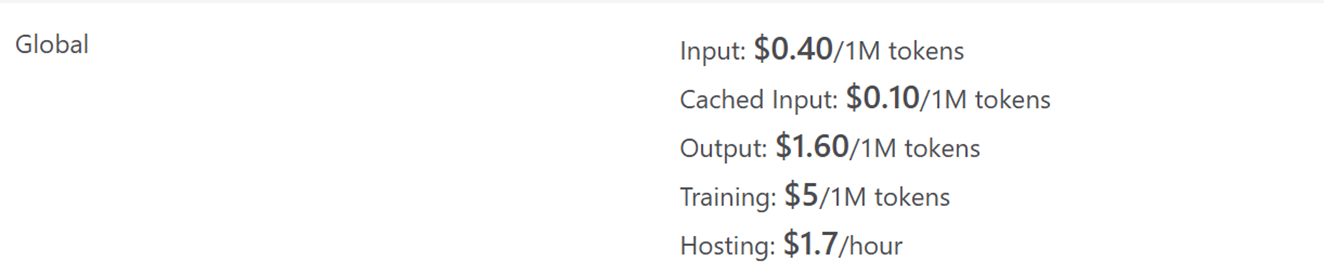 Global
Input: $0.40/1M tokens
Cached Input: $0.10/1M tokens
Output: $1.60/1M tokens
Training: $5/1M tokens
Hosting: $1.7/hour